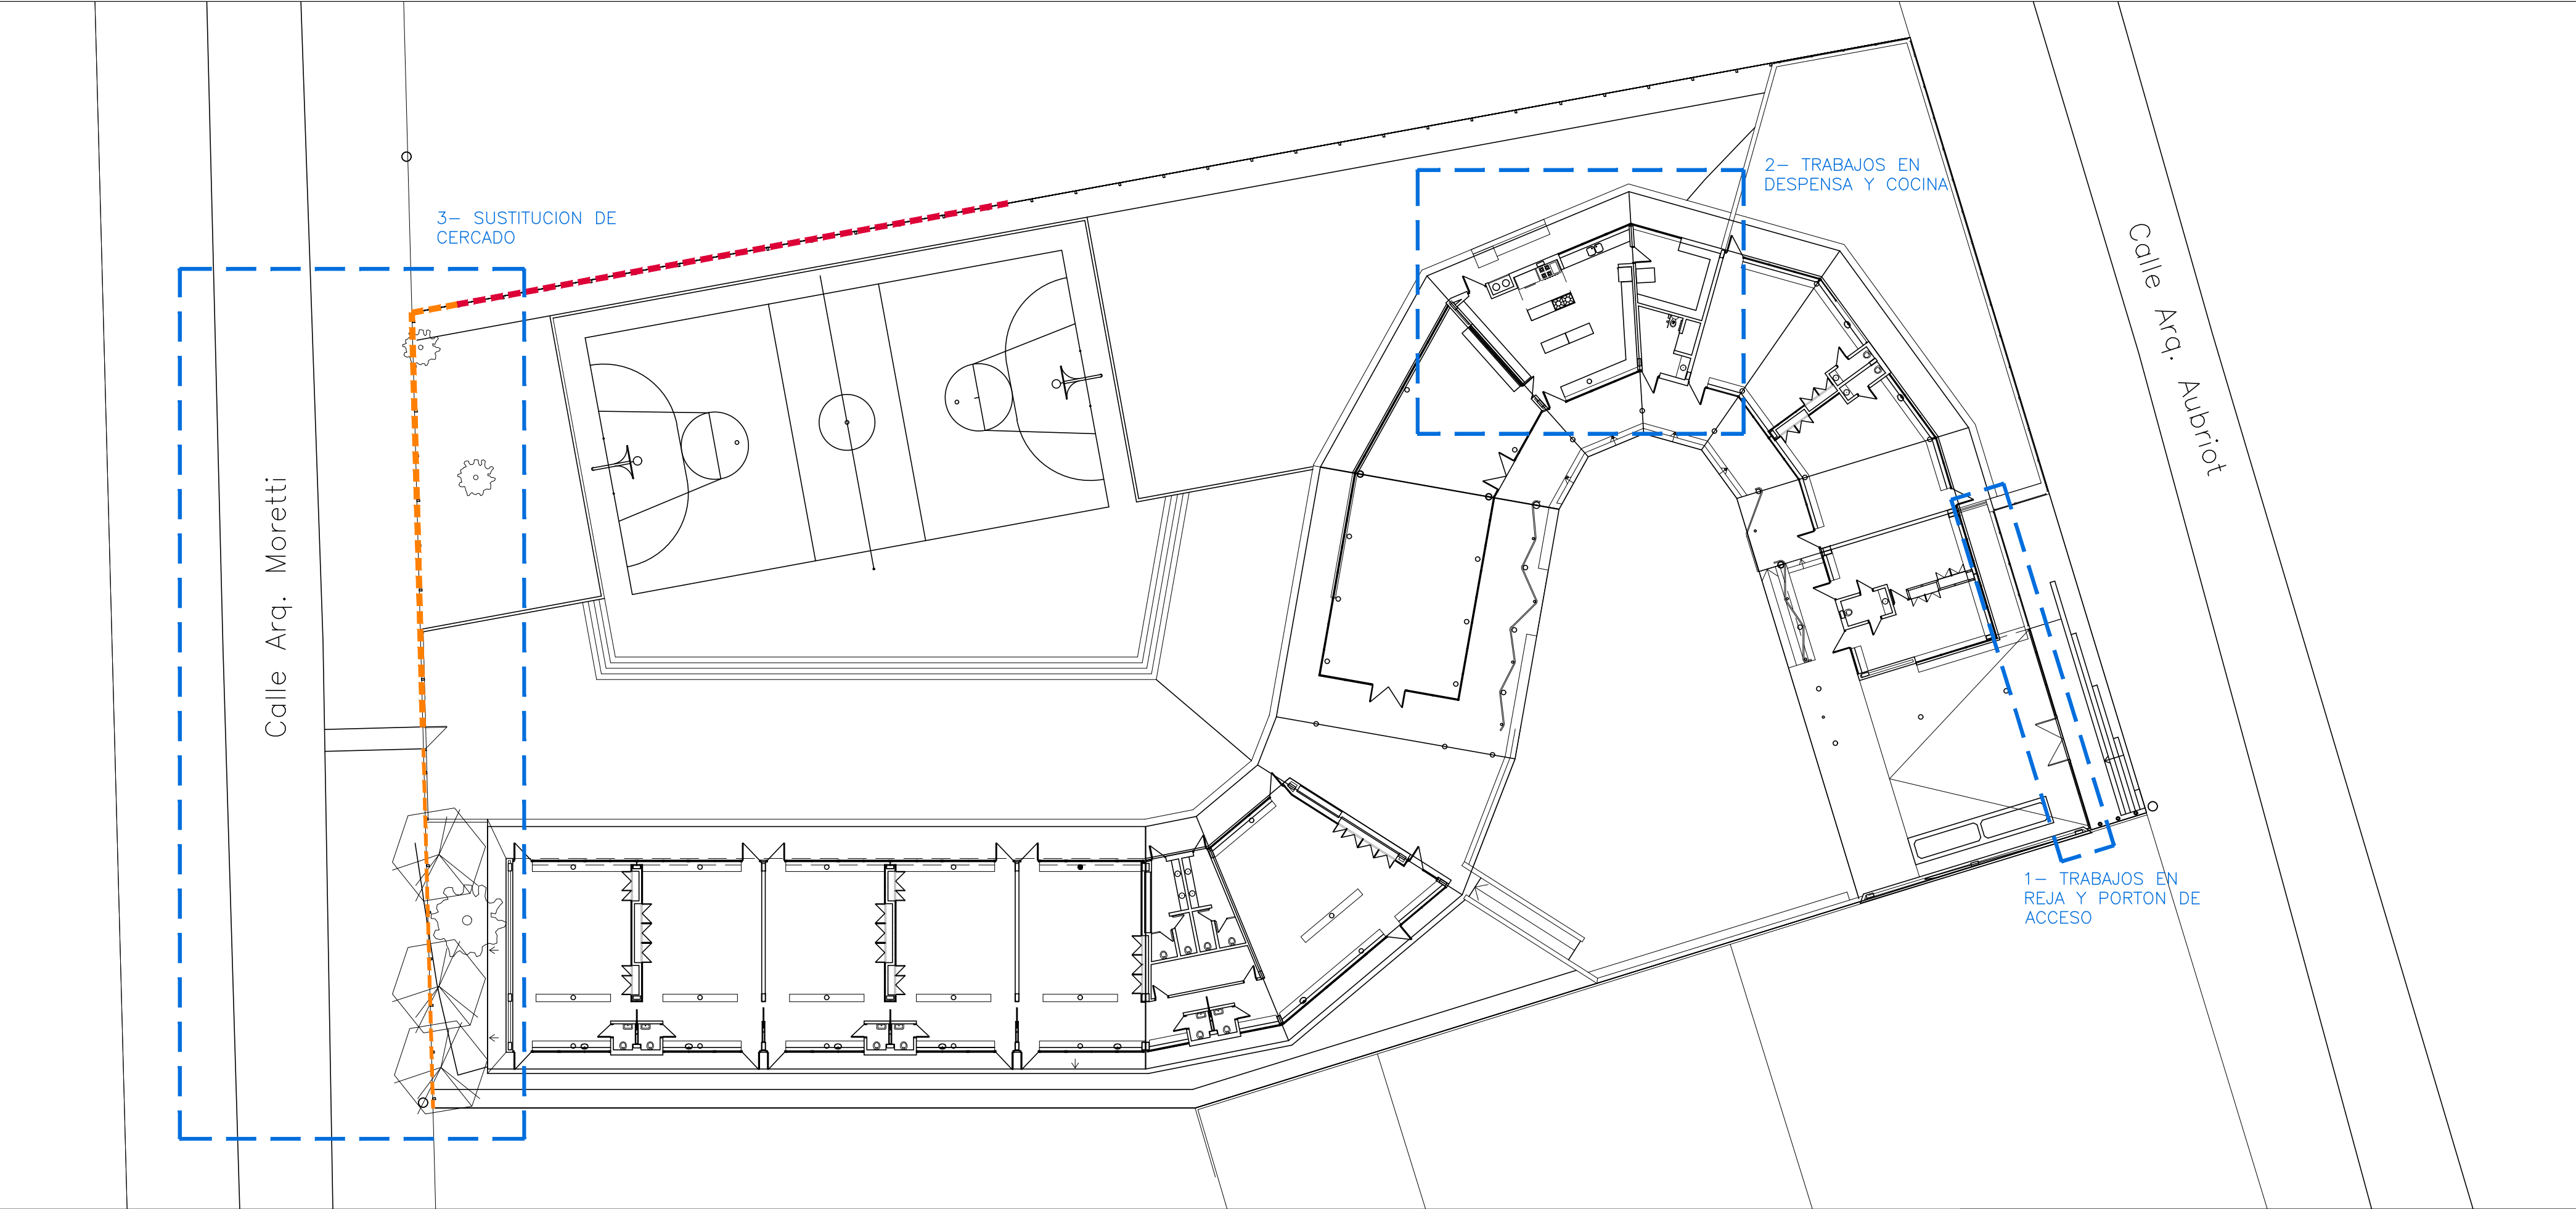 2- TRABAJOS EN
DESPENSA Y COCINA
3- SUSTITUCION DE
CERCADO
Calle Arq. Aubriot
Calle Arq. Moretti
1- TRABAJOS EN
REJA Y PORTON DE
ACCESO